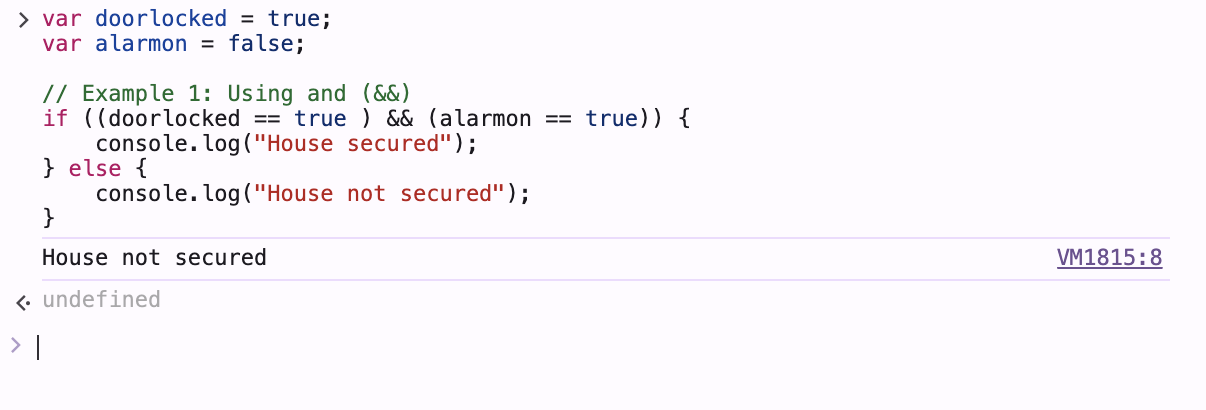 > var doorlocked = true;
var alarmon = false;

// Example 1: Using and (&&)
if ((doorlocked == true ) && (alarmon == true)) {
    console.log("House secured");
} else {
    console.log("House not secured");
}
House not secured VM1815:8
undefined
>